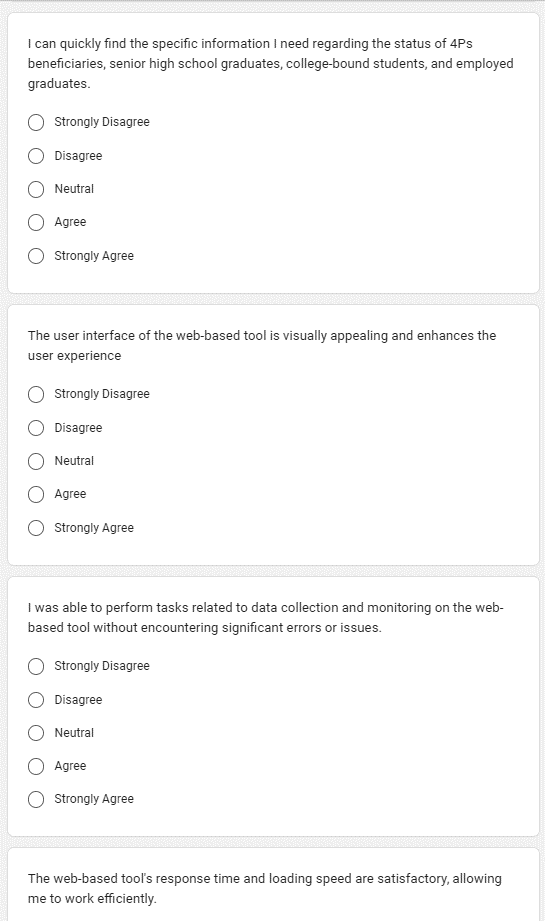 I can quickly find the specific information I need regarding the status of 4Ps
beneficiaries, senior high school graduates, college-bound students, and employed
graduates.
Strongly Disagree
Disagree
Neutral
Agree
Strongly Agree
The user interface of the web-based tool is visually appealing and enhances the
user experience
Strongly Disagree
Disagree
Neutral
Agree
Strongly Agree
I was able to perform tasks related to data collection and monitoring on the web-
based tool without encountering significant errors or issues.
Strongly Disagree
Disagree
Neutral
Agree
Strongly Agree
The web-based tool's response time and loading speed are satisfactory, allowing
me to work efficiently.